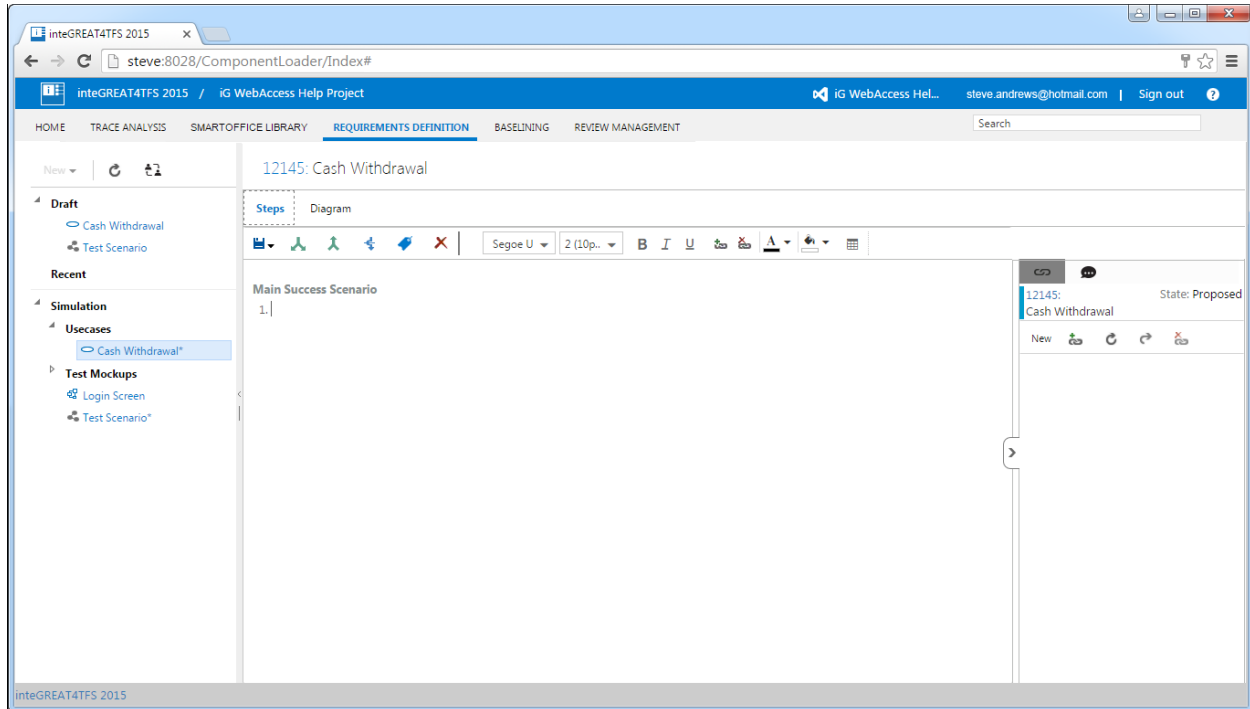 inteGREAT4TFS 2015
steve:8028/ComponentLoader/Index#
inteGREAT4TFS 2015 / iG WebAccess Help Project iG WebAccess Hel... steve.andrews@hotmail.com | Sign out ?
HOME TRACE ANALYSIS SMARTOFFICE LIBRARY REQUIREMENTS DEFINITION BASELINING REVIEW MANAGEMENT Search
New
12145: Cash Withdrawal
Draft
Cash Withdrawal
Test Scenario
Recent
Simulation
Usecases
Cash Withdrawal*
Test Mockups
Login Screen
Test Scenario*
Steps Diagram
Segoe U 2 (10p.. B I U A
Main Success Scenario
1.
12145: State: Proposed
Cash Withdrawal
New
inteGREAT4TFS 2015